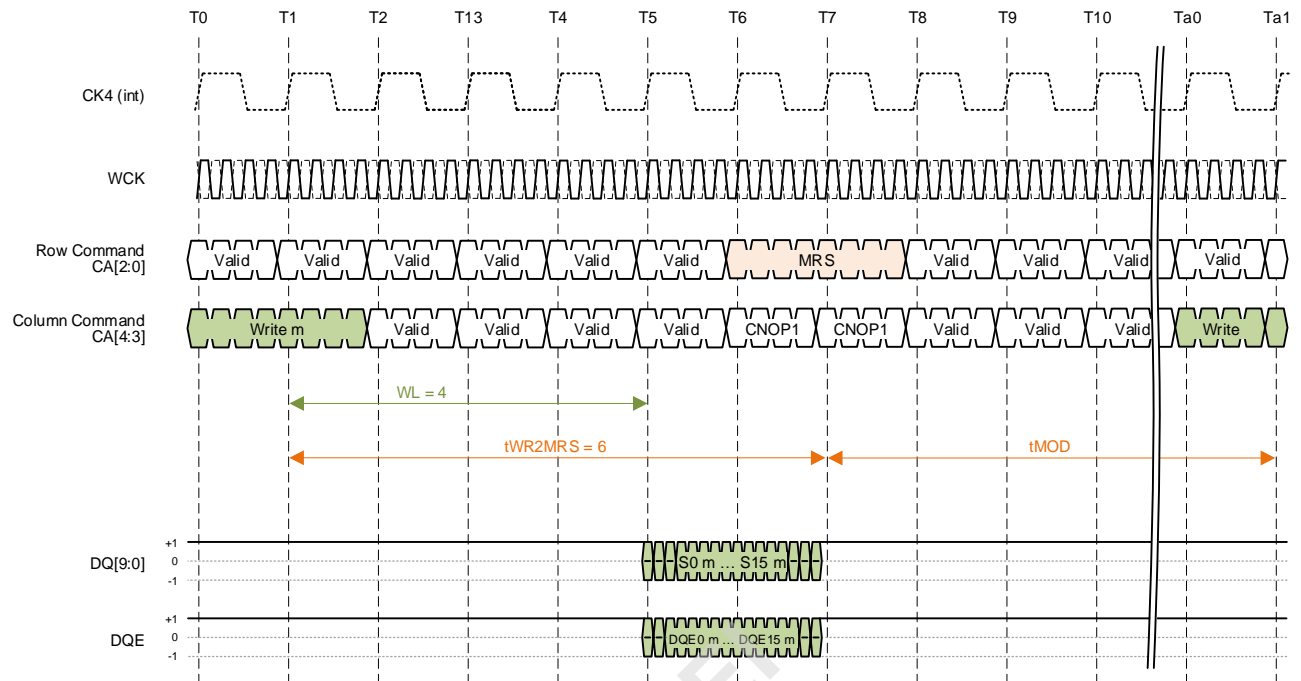 T0 T1 T2 T13 T4 T5 T6 T7 T8 T9 T10 Ta0 Ta1
CK4 (int)
WCK
Row Command
CA[2:0]
Valid Valid Valid Valid Valid Valid MRS Valid Valid Valid Valid
Column Command
CA[4:3]
Write m Valid Valid Valid Valid CNOP1 CNOP1 Valid Valid Valid Write
WL = 4
tWR2MRS = 6 tMOD
DQ[9:0]
+1
0
-1
S0 m ... S15 m
DQE
+1
0
-1
DQE0 m ... DQE15 m